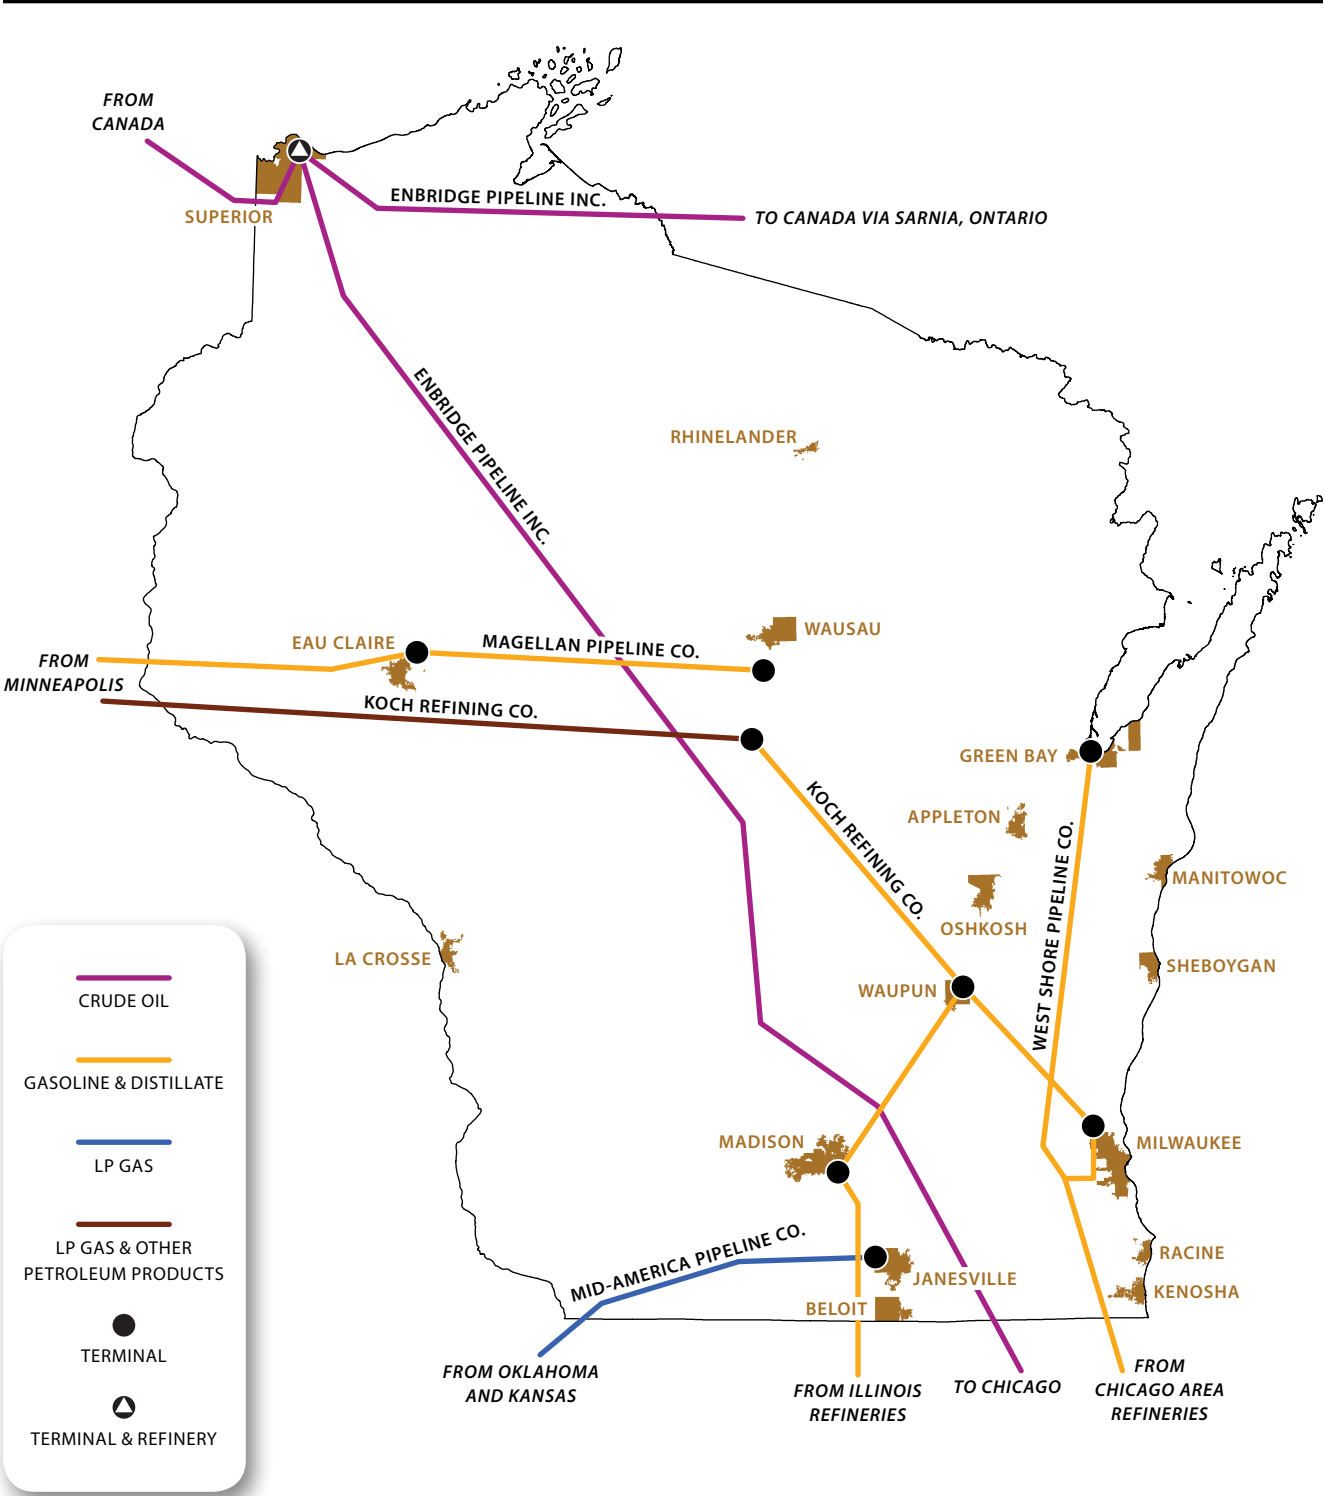 FROM
CANADA
SUPERIOR
ENBRIDGE PIPELINE INC.
TO CANADA VIA SARNIA, ONTARIO
ENBRIDGE PIPELINE INC.
RHINELANDER
WAUSAU
EAU CLAIRE
MAGELLAN PIPELINE CO.
FROM
MINNEAPOLIS
KOCH REFINING CO.
GREEN BAY
KOCH REFINING CO.
APPLETON
WEST SHORE PIPELINE CO.
MANITOWOC
OSHKOSH
LA CROSSE
SHEBOYGAN
WAUPUN
MADISON
MILWAUKEE
MID-AMERICA PIPELINE CO.
RACINE
JANESVILLE
KENOSHA
BELOIT
FROM OKLAHOMA
AND KANSAS
FROM ILLINOIS
REFINERIES
TO CHICAGO
FROM
CHICAGO AREA
REFINERIES
CRUDE OIL
GASOLINE & DISTILLATE
LP GAS
LP GAS & OTHER
PETROLEUM PRODUCTS
TERMINAL
TERMINAL & REFINERY